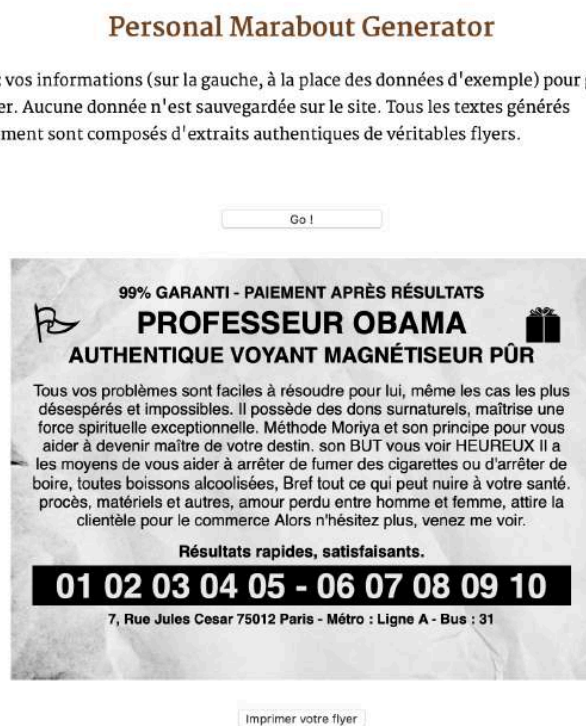 Personal Marabout Generator
vos informations (sur la gauche, à la place des données d'exemple) pour
er. Aucune donnée n'est sauvegardée sur le site. Tous les textes générés
ment sont composés d'extraits authentiques de véritables flyers.
Go !
99% GARANTI - PAIEMENT APRÈS RÉSULTATS
PROFESSEUR OBAMA
AUTHENTIQUE VOYANT MAGNÉTISEUR PÛR
Tous vos problèmes sont faciles à résoudre pour lui, même les cas les plus
désespérés et impossibles. Il possède des dons surnaturels, maîtrise une
force spirituelle exceptionnelle. Méthode Moriya et son principe pour vous
aider à devenir maître de votre destin. son BUT vous voir HEUREUX Il a
les moyens de vous aider à arrêter de fumer des cigarettes ou d'arrêter de
boire, toutes boissons alcoolisées, Bref tout ce qui peut nuire à votre santé.
procès, matériels et autres, amour perdu entre homme et femme, attire la
clientèle pour le commerce Alors n'hésitez plus, venez me voir.
Résultats rapides, satisfaisants.
01 02 03 04 05 - 06 07 08 09 10
7, Rue Jules Cesar 75012 Paris - Métro : Ligne A - Bus : 31
Imprimer votre flyer